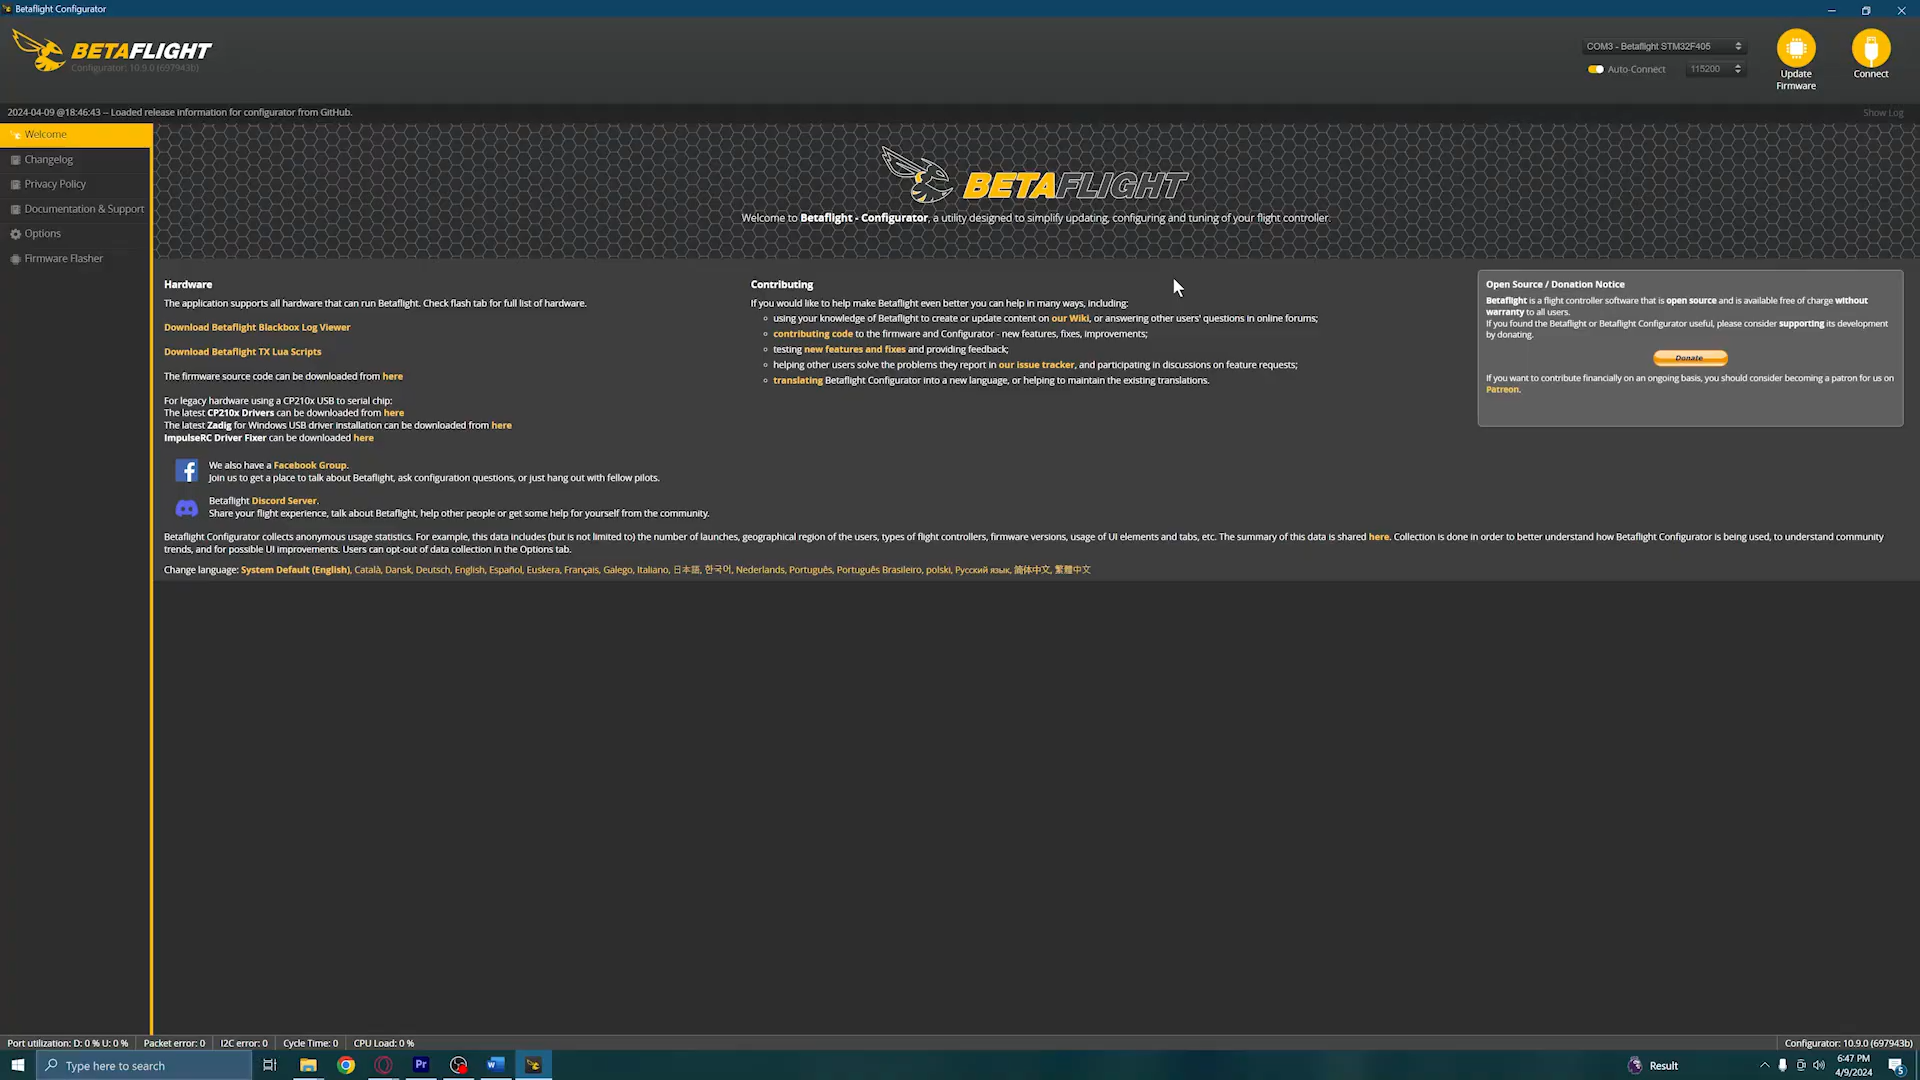 Betaflight Configurator
BETAFLIGHT
Configurator: 10.9.0 (697943b)
COM3 - Betaflight STM32F405
Auto-Connect
115200
Update
Firmware
Connect
2024-04-09 @18:46:43 -- Loaded release information for configurator from GitHub.
Show Log
Welcome
Changelog
Privacy Policy
Documentation & Support
Options
Firmware Flasher
BETAFLIGHT
Welcome to Betaflight - Configurator, a utility designed to simplify updating, configuring and tuning of your flight controller.
Hardware
The application supports all hardware that can run Betaflight. Check flash tab for full list of hardware.
Download Betaflight Blackbox Log Viewer
Download Betaflight TX Lua Scripts
The firmware source code can be downloaded from here
For legacy hardware using a CP210x USB to serial chip:
The latest CP210x Drivers can be downloaded from here
The latest Zadig for Windows USB driver installation can be downloaded from here
ImpulseRC Driver Fixer can be downloaded here
We also have a Facebook Group.
Join us to get a place to talk about Betaflight, ask configuration questions, or just hang out with fellow pilots.
Betaflight Discord Server.
Share your flight experience, talk about Betaflight, help other people or get some help for yourself from the community.
Contributing
If you would like to help make Betaflight even better you can help in many ways, including:
using your knowledge of Betaflight to create or update content on our Wiki, or answering other users' questions in online forums;
contributing code to the firmware and Configurator - new features, fixes, improvements;
testing new features and fixes and providing feedback;
helping other users solve the problems they report in our issue tracker, and participating in discussions on feature requests;
translating Betaflight Configurator into a new language, or helping to maintain the existing translations.
Open Source / Donation Notice
Betaflight is a flight controller software that is open source and is available free of charge without
warranty to all users.
If you found the Betaflight or Betaflight Configurator useful, please consider supporting its development
by donating.
Donate
If you want to contribute financially on an ongoing basis, you should consider becoming a patron for us on
Patreon.
Betaflight Configurator collects anonymous usage statistics. For example, this data includes (but is not limited to) the number of launches, geographical region of the users, types of flight controllers, firmware versions, usage of UI elements and tabs, etc. The summary of this data is shared here. Collection is done in order to better understand how Betaflight Configurator is being used, to understand community
trends, and for possible UI improvements. Users can opt-out of data collection in the Options tab.
Change language: System Default (English), Català, Dansk, Deutsch, English, Español, Euskera, Français, Galego, Italiano, 日本語, 한국어, Nederlands, Português, Português Brasileiro, polski, Русский язык, 简体中文, 繁體中文
Port utilization: D: 0 % U: 0 %
Packet error: 0
I2C error: 0
Cycle Time: 0
CPU Load: 0 %
Configurator: 10.9.0 (697943b)
Type here to search
Pr
Result
6:47 PM
4/9/2024
5